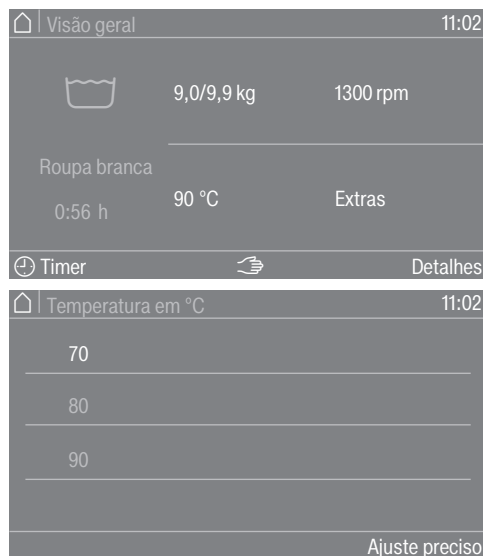 Visão geral 11:02
9,0/9,9 kg 1300 rpm
Roupa branca
0:56 h
90 °C Extras
Timer Detalhes
Temperatura em °C 11:02
70
80
90
Ajuste preciso